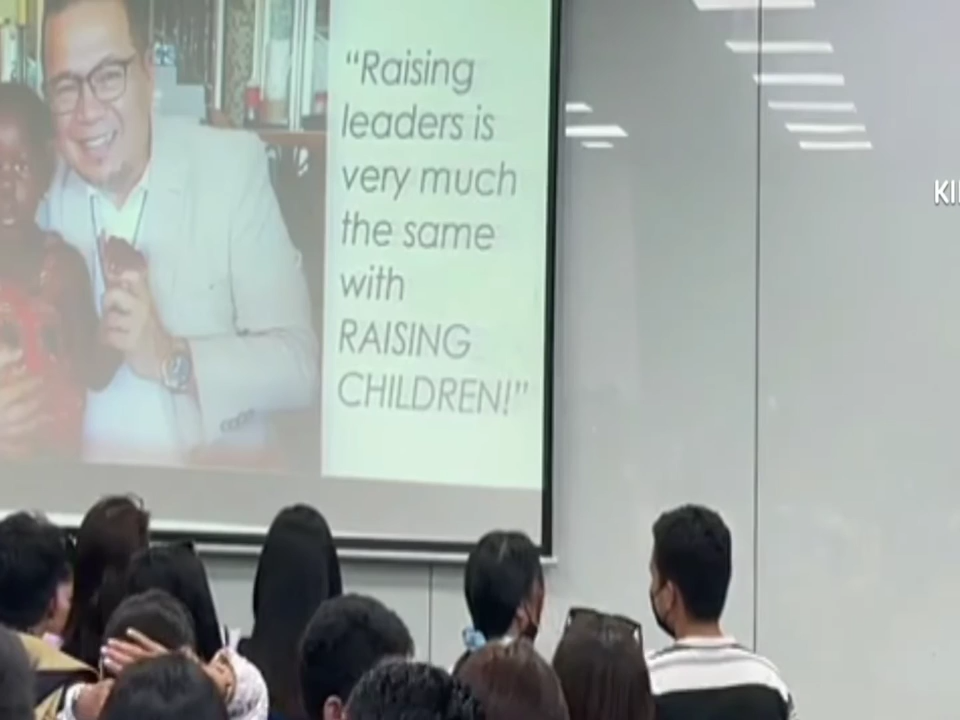 “Raising
leaders is
very much
the same
with
RAISING
CHILDREN!”